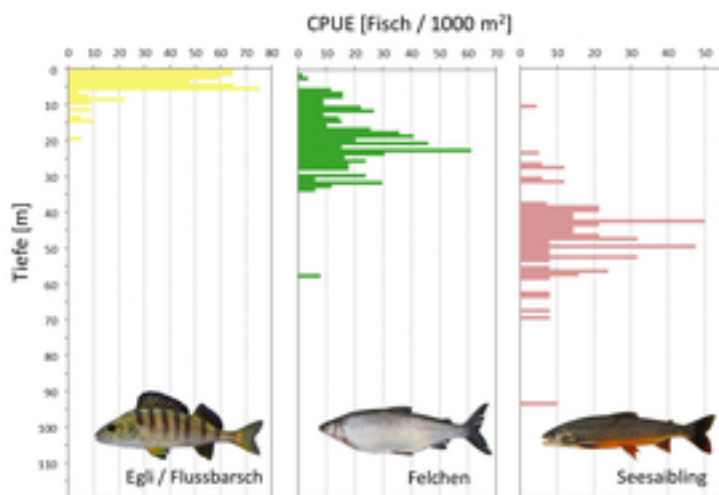 CPUE [Fisch / 1000 m²]
0 10 20 30 40 50 60 70 80
0 10 20 30 40 50 60 70
0 10 20 30 40 50
Tiefe [m]
0
10
20
30
40
50
60
70
80
90
100
110
Egli / Flussbarsch
Felchen
Seesaibling